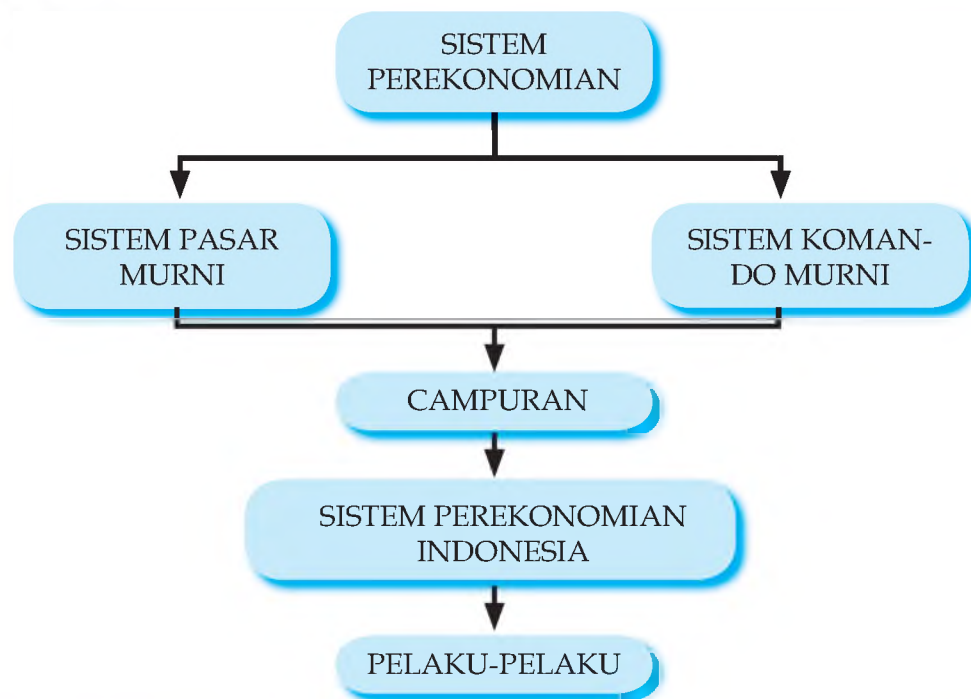 SISTEM
PEREKONOMIAN
SISTEM PASAR
MURNI
SISTEM KOMAN-
DO MURNI
CAMPURAN
SISTEM PEREKONOMIAN
INDONESIA
PELAKU-PELAKU